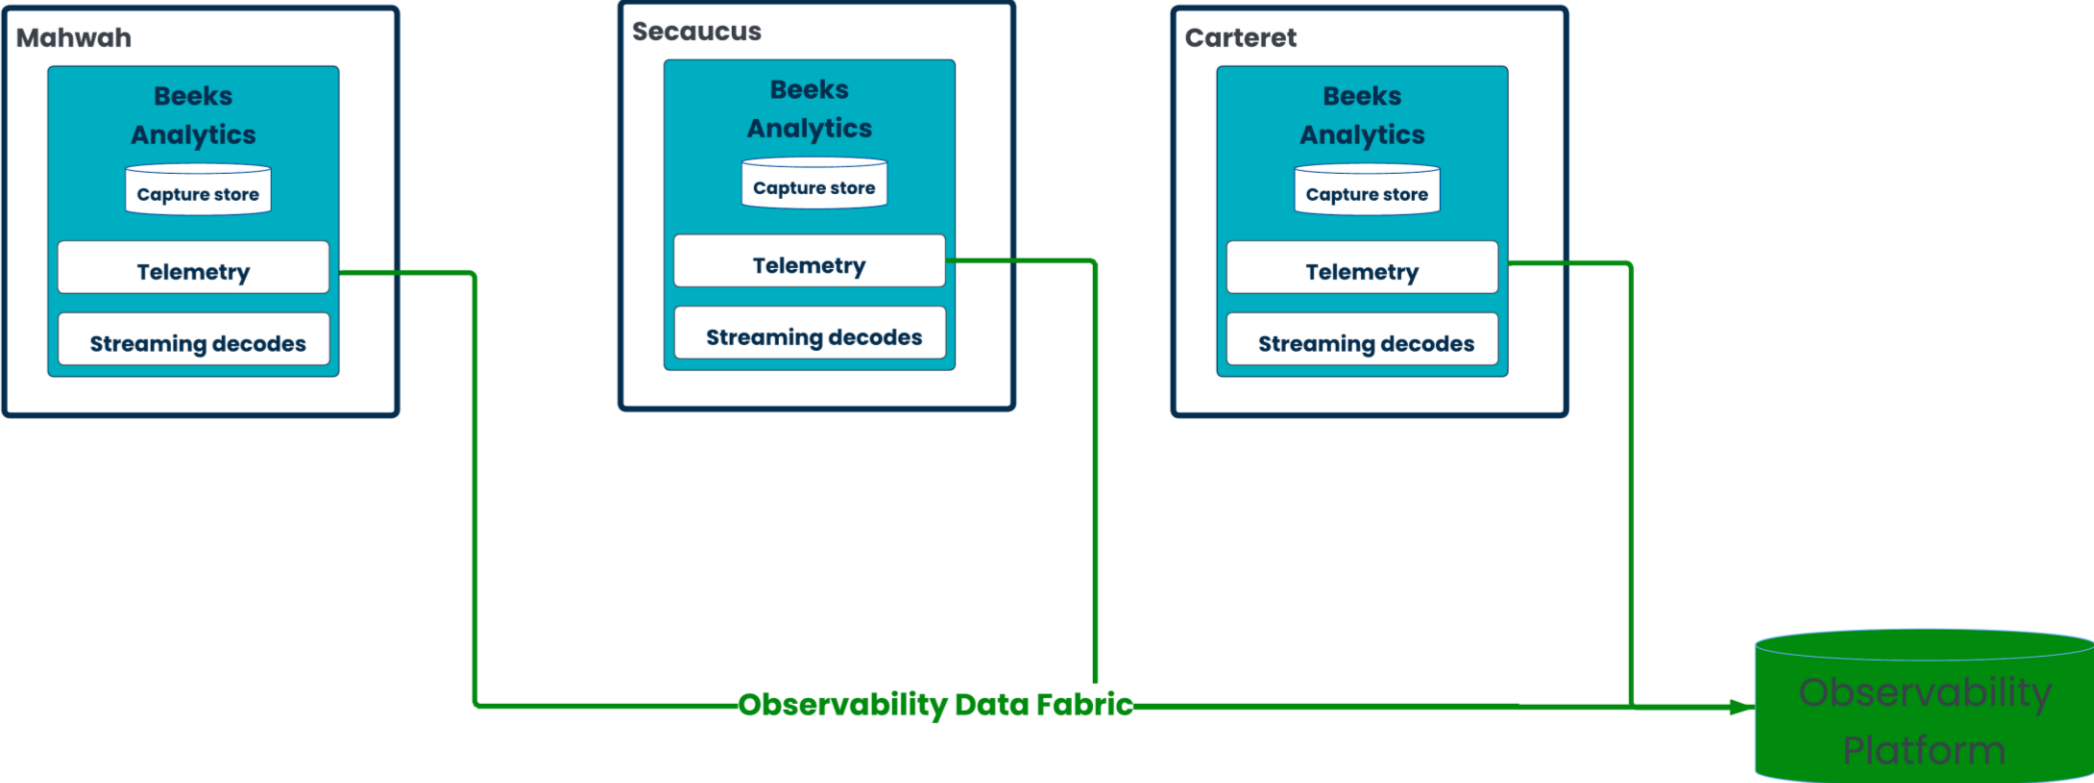 Mahwah
Beeks
Analytics
Capture store
Telemetry
Streaming decodes
Secaucus
Beeks
Analytics
Capture store
Telemetry
Streaming decodes
Carteret
Beeks
Analytics
Capture store
Telemetry
Streaming decodes
Observability Data Fabric
Observability
Platform